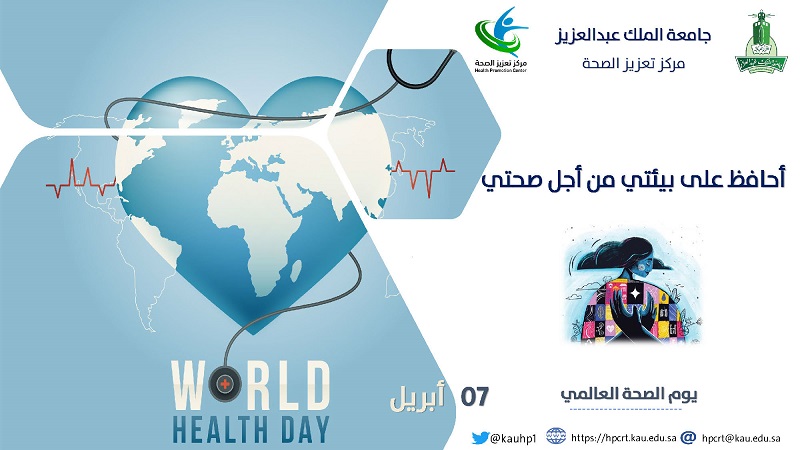 جامعة الملك عبدالعزيز
مركز تعزيز الصحة
مركز تعزيز الصحة
Health Promotion Center
أحافظ على بيئتي من أجل صحتي
WORLD
HEALTH DAY
07 أبريل
يوم الصحة العالمي
@kauhp1
https://hpcrt.kau.edu.sa
hpcrt@kau.edu.sa